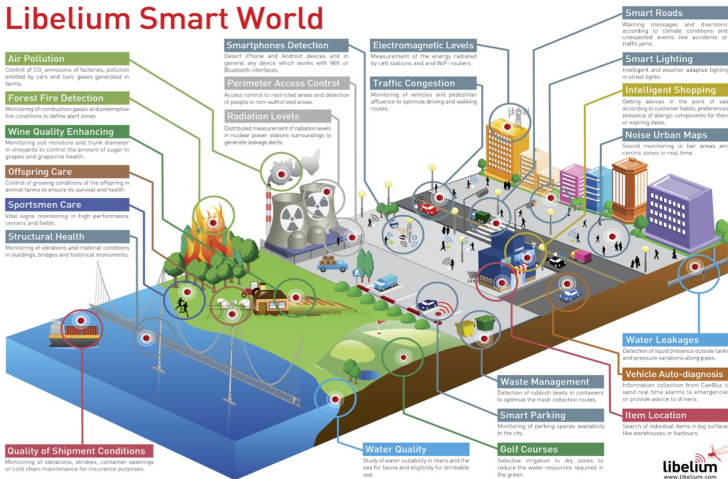 Libelium Smart World
Air Pollution
Control of CO₂ emissions of factories, pollution
emitted by cars and toxic gases generated in
farms.
Forest Fire Detection
Monitoring of combustion gases and preemptive
fire conditions to define alert zones.
Wine Quality Enhancing
Monitoring soil moisture and trunk diameter
in vineyards to control the amount of sugar in
grapes and grapevine health.
Offspring Care
Control of growing conditions of the offspring in
animal farms to ensure its survival and health.
Sportsmen Care
Vital signs monitoring in high performance
centers and fields.
Structural Health
Monitoring of vibrations and material conditions
in buildings, bridges and historical monuments.
Quality of Shipment Conditions
Monitoring of vibrations, strokes, container openings
or cold chain maintenance for insurance purposes.
Smartphones Detection
Detect iPhone and Android devices and in
general any device which works with Wifi or
Bluetooth interfaces.
Perimeter Access Control
Access control to restricted areas and detection
of people in non-authorized areas.
Radiation Levels
Distributed measurement of radiation levels
in nuclear power stations surroundings to
generate leakage alerts.
Electromagnetic Levels
Measurement of the energy radiated
by cell stations and and WiFi routers.
Traffic Congestion
Monitoring of vehicles and pedestrian
affluence to optimize driving and walking
routes.
Smart Roads
Warning messages and diversions
according to climate conditions and
unexpected events like accidents or
traffic jams.
Smart Lighting
Intelligent and weather adaptive lighting
in street lights.
Intelligent Shopping
Getting advices in the point of sale
according to customer habits, preferences,
presence of allergic components for them
or expiring dates.
Noise Urban Maps
Sound monitoring in bar areas and
centric zones in real time.
Water Leakages
Detection of liquid presence outside tanks
and pressure variations along pipes.
Vehicle Auto-diagnosis
Information collection from CanBus to
send real time alarms to emergencies
or provide advice to drivers.
Item Location
Search of individual items in big surfaces
like warehouses or harbours.
Waste Management
Detection of rubbish levels in containers
to optimize the trash collection routes.
Smart Parking
Monitoring of parking spaces availability
in the city.
Golf Courses
Selective irrigation in dry zones to
reduce the water resources required in
the green.
Water Quality
Study of water suitability in rivers and the
sea for fauna and eligibility for drinkable
use.
libelium
www.libelium.com